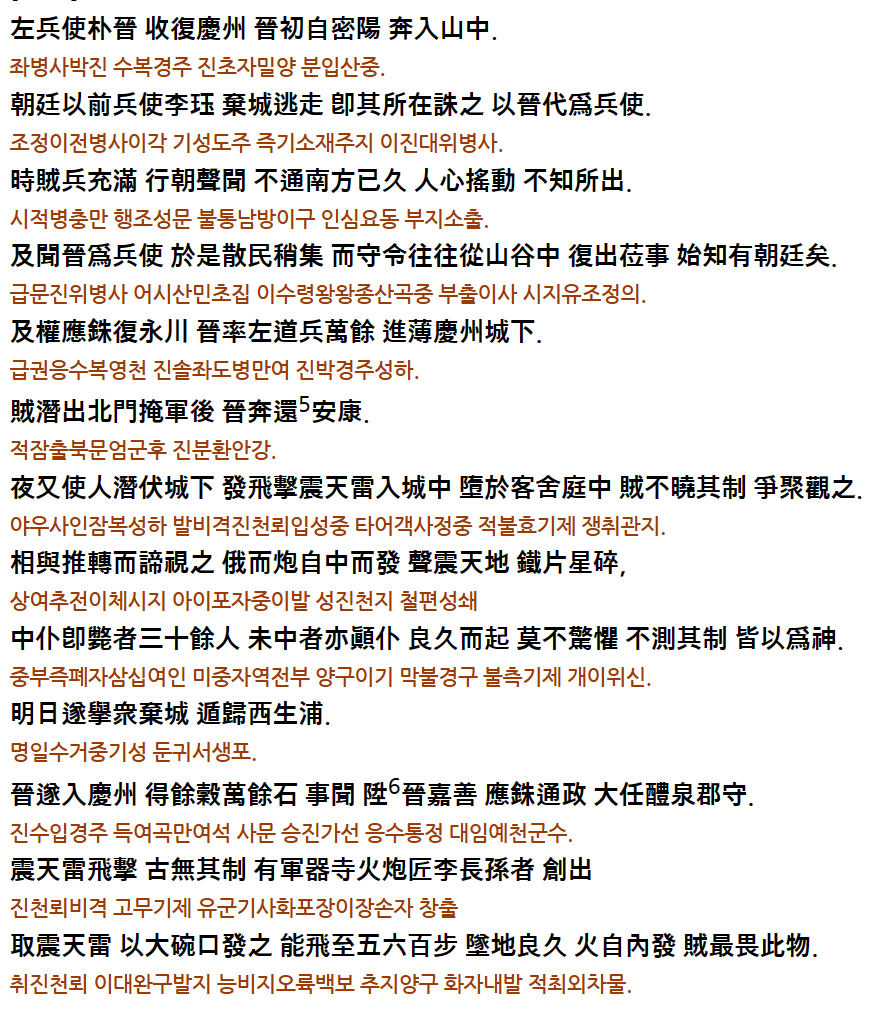 左兵使朴晉 收復慶州 晉初自密陽 奔入山中.
좌병사박진 수복경주 진초자밀양 분입산중.
朝廷以前兵使李珏 棄城逃走 卽其所在誅之 以晉代爲兵使.
조정이전병사이각 기성도주 즉기소재주지 이진대위병사.
時賊兵充滿 行朝聲聞 不通南方已久 人心搖動 不知所出.
시적병충만 행조성문 불통남방이구 인심요동 부지소출.
及聞晉爲兵使 於是散民稍集 而守令往往從山谷中 復出莅事 始知有朝廷矣.
급문진위병사 어시산민초집 이수령왕왕종산곡중 부출이사 시지유조정의.
及權應銖復永川 晉率左道兵萬餘 進薄慶州城下.
급권응수복영천 진솔좌도병만여 진박경주성하.
賊潛出北門掩軍後 晉奔還5安康.
적잠출북문엄군후 진분환안강.
夜又使人潛伏城下 發飛擊震天雷入城中 墮於客舍庭中 賊不曉其制 爭聚觀之.
야우사인잠복성하 발비격진천뢰입성중 타어객사정중 적불효기제 쟁취관지.
相與推轉而諦視之 俄而炮自中而發 聲震天地 鐵片星碎,
상여추전이체시지 아이포자중이발 성진천지 철편성쇄
中仆卽斃者三十餘人 未中者亦顚仆 良久而起 莫不驚懼 不測其制 皆以爲神.
중부즉폐자삼십여인 미중자역전부 양구이기 막불경구 불측기제 개이위신.
明日遂擧衆棄城 遁歸西生浦.
명일수거중기성 둔귀서생포.
晉遂入慶州 得餘穀萬餘石 事聞 陞6晉嘉善 應銖通政 大任醴泉郡守.
진수입경주 득여곡만여석 사문 승진가선 응수통정 대임예천군수.
震天雷飛擊 古無其制 有軍器寺火炮匠李長孫者 創出
진천뢰비격 고무기제 유군기사화포장이장손자 창출
取震天雷 以大碗口發之 能飛至五六百步 墜地良久 火自內發 賊最畏此物.
취진천뢰 이대완구발지 능비지오륙백보 추지양구 화자내발 적최외차물.